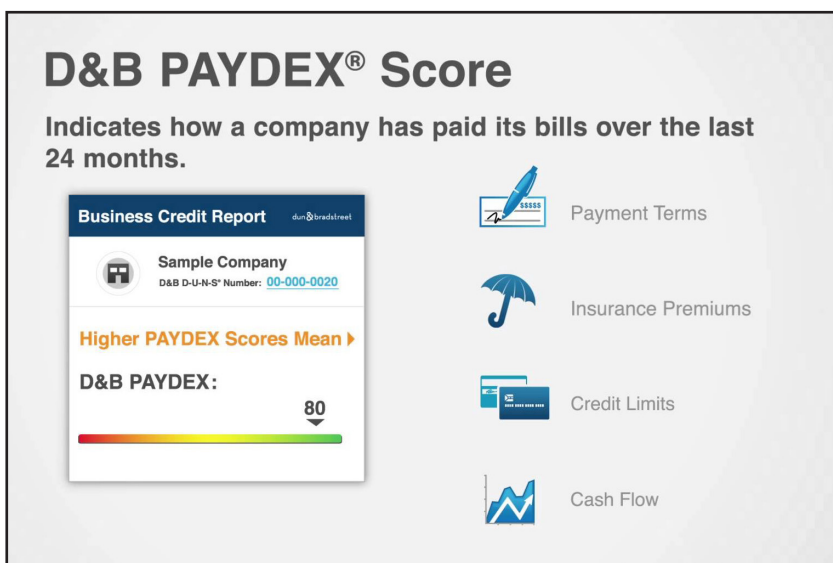 D&B PAYDEX® Score
Indicates how a company has paid its bills over the last
24 months.
Business Credit Report
dun&bradstreet
Sample Company
D&B D-U-N-S® Number: 00-000-0020
Higher PAYDEX Scores Mean
D&B PAYDEX:
80
$$$$$
Payment Terms
Insurance Premiums
Credit Limits
Cash Flow